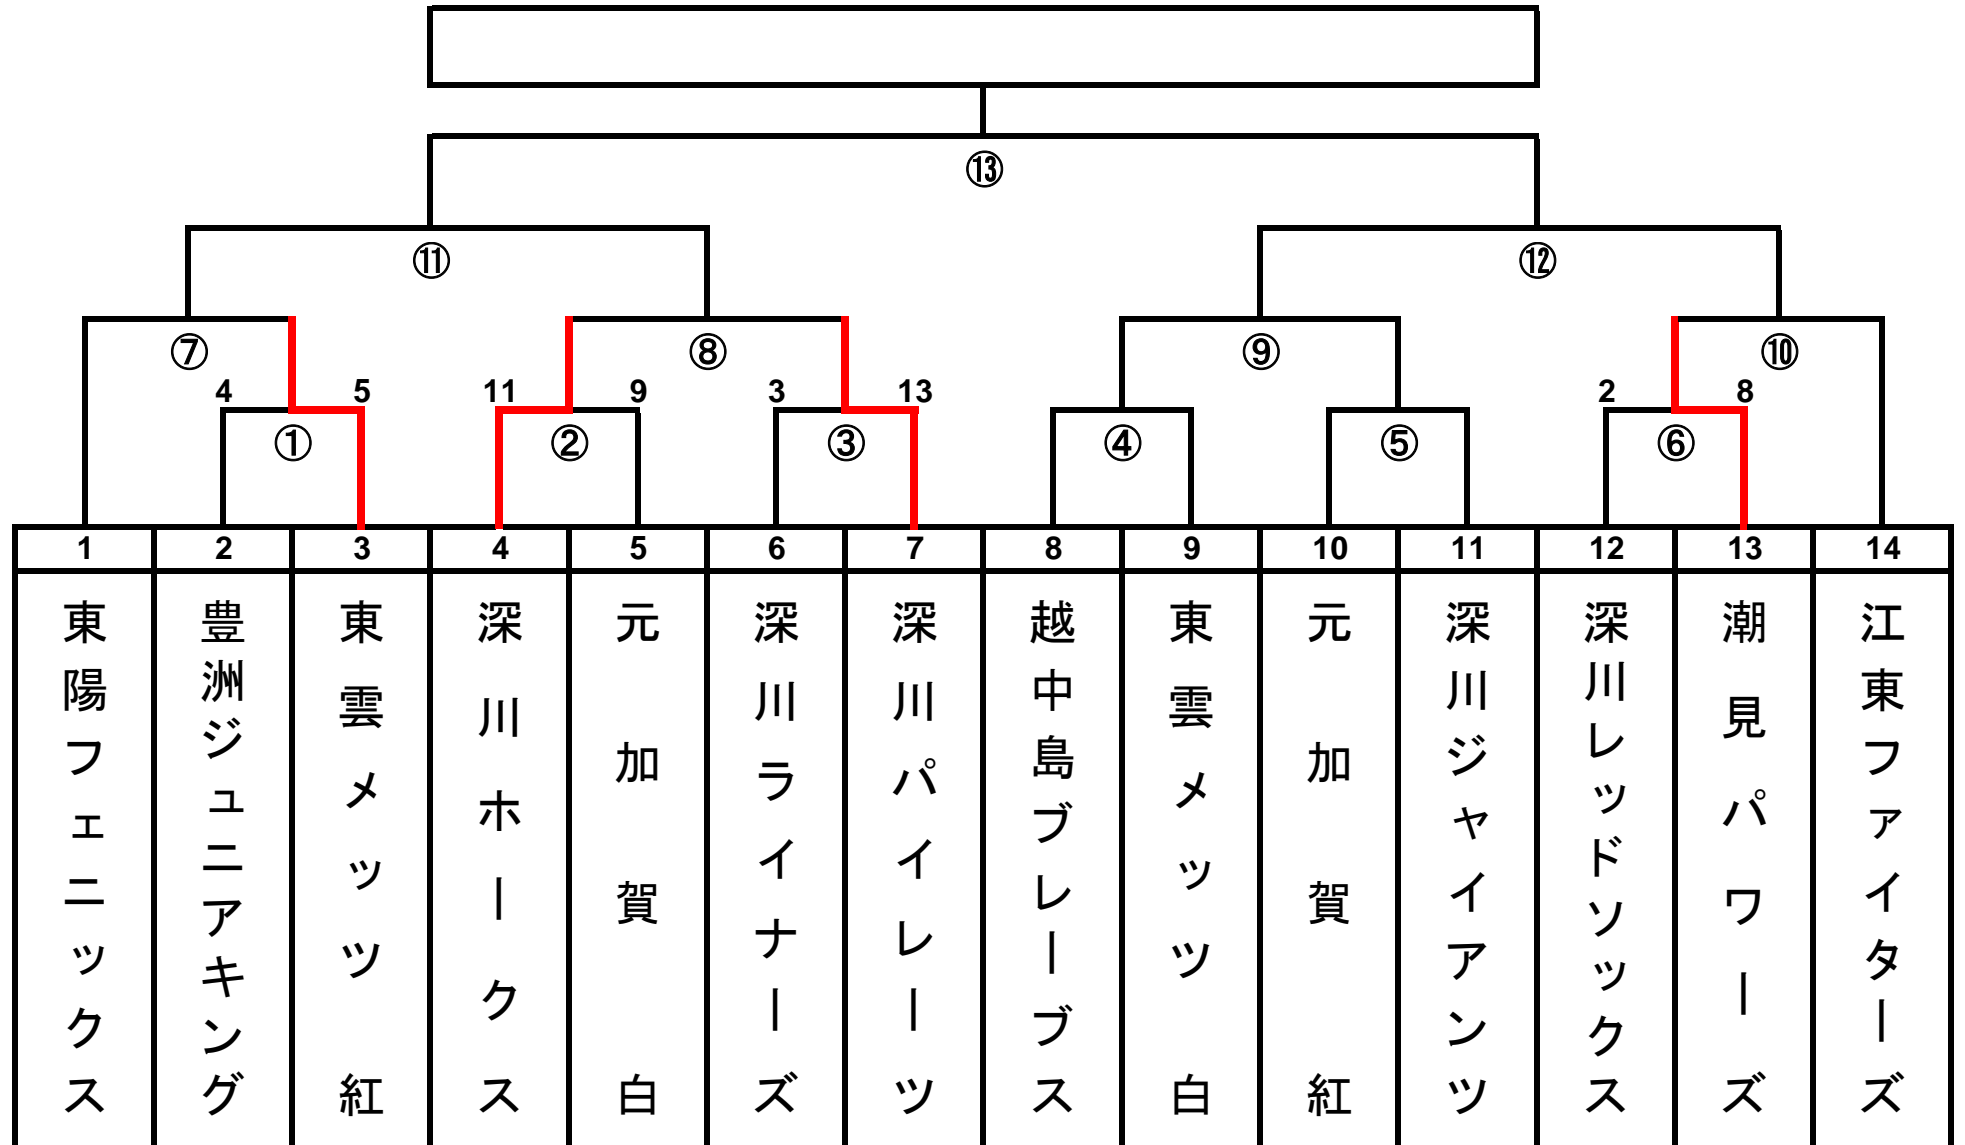 ⑬
⑪ ⑫
⑦ ⑧ ⑨ ⑩
4 5 11 9 3 13 2 8
① ② ③ ④ ⑤ ⑥
1 2 3 4 5 6 7 8 9 10 11 12 13 14
東陽フェニックス
豊洲ジュニアキング
東雲メッツ紅
深川ホークス
元加賀白
深川ライナーズ
深川パイレーツ
越中島ブレーブス
東雲メッツ白
元加賀紅
深川ジャイアンツ
深川レッドソックス
潮見パワーズ
江東ファイターズ